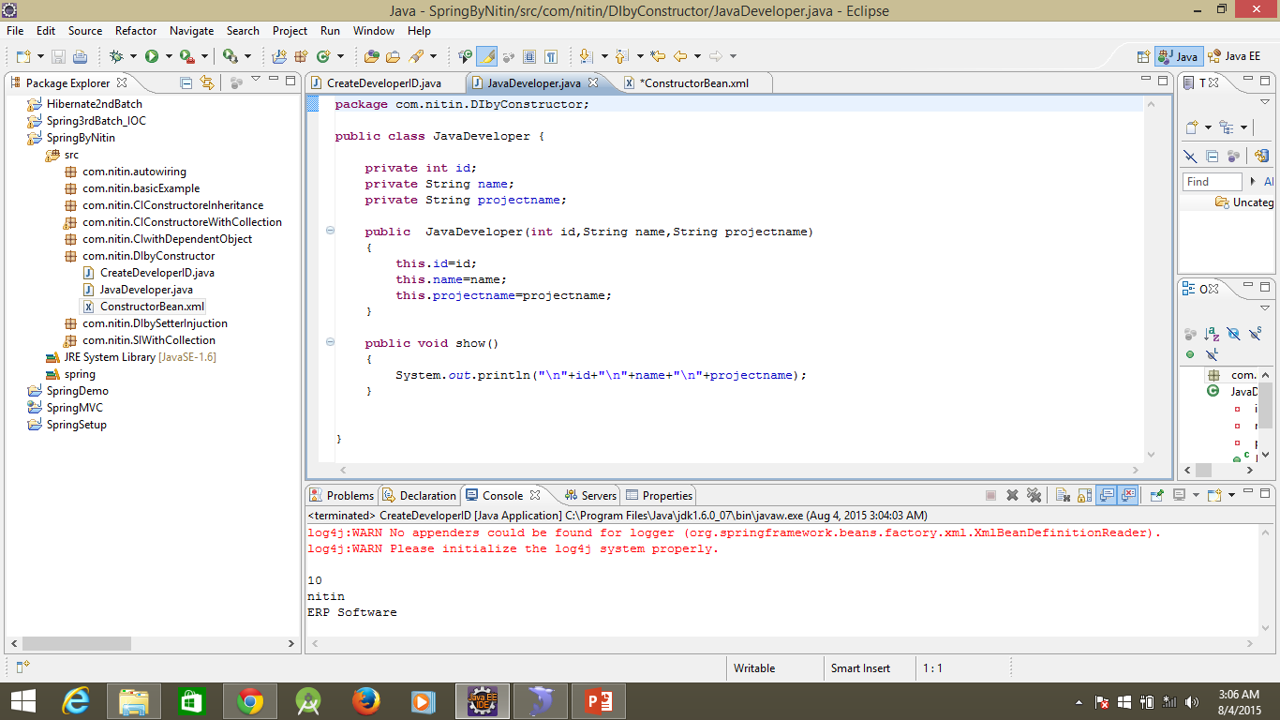 Java - SpringByNitin/src/com/nitin/DIbyConstructor/JavaDeveloper.java - Eclipse
File Edit Source Refactor Navigate Search Project Run Window Help
Java Java EE
Package Explorer
Hibernate2ndBatch
Spring3rdBatch_IOC
SpringByNitin
src
com.nitin.autowiring
com.nitin.basicExample
com.nitin.CIConstructoreInheritance
com.nitin.CIConstructoreWithCollection
com.nitin.CIwithDependentObject
com.nitin.DIbyConstructor
CreateDeveloperID.java
JavaDeveloper.java
ConstructorBean.xml
com.nitin.DIbySetterInjuction
com.nitin.SIWithCollection
JRE System Library [JavaSE-1.6]
spring
SpringDemo
SpringMVC
SpringSetup
CreateDeveloperID.java JavaDeveloper.java *ConstructorBean.xml
package com.nitin.DIbyConstructor;
public class JavaDeveloper {
private int id;
private String name;
private String projectname;
public  JavaDeveloper(int id,String name,String projectname)
{
this.id=id;
this.name=name;
this.projectname=projectname;
}
public void show()
{
System.out.println("\n"+id+"\n"+name+"\n"+projectname);
}
}
T
Find Al
Uncateg
O
com.
JavaD
Problems Declaration Console Servers Properties
<terminated> CreateDeveloperID [Java Application] C:\Program Files\Java\jdk1.6.0_07\bin\javaw.exe (Aug 4, 2015 3:04:03 AM)
log4j:WARN No appenders could be found for logger (org.springframework.beans.factory.xml.XmlBeanDefinitionReader).
log4j:WARN Please initialize the log4j system properly.
10
nitin
ERP Software
Writable Smart Insert 1 : 1
Java EE
IDE
3:06 AM
8/4/2015